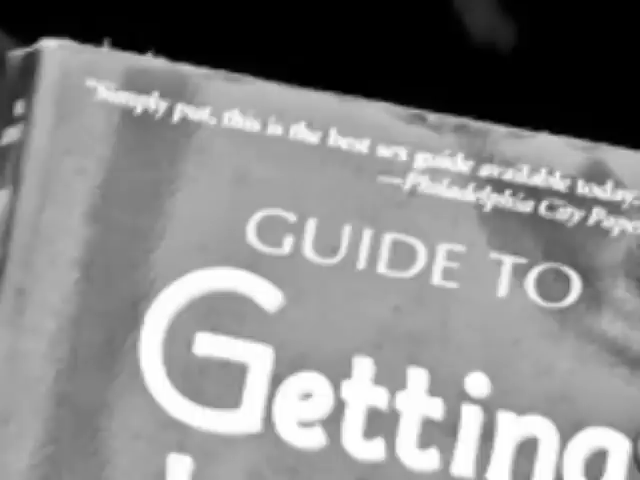 "Simply put, this is the best sex guide available today.
—Philadelphia City Paper
GUIDE TO
Getting